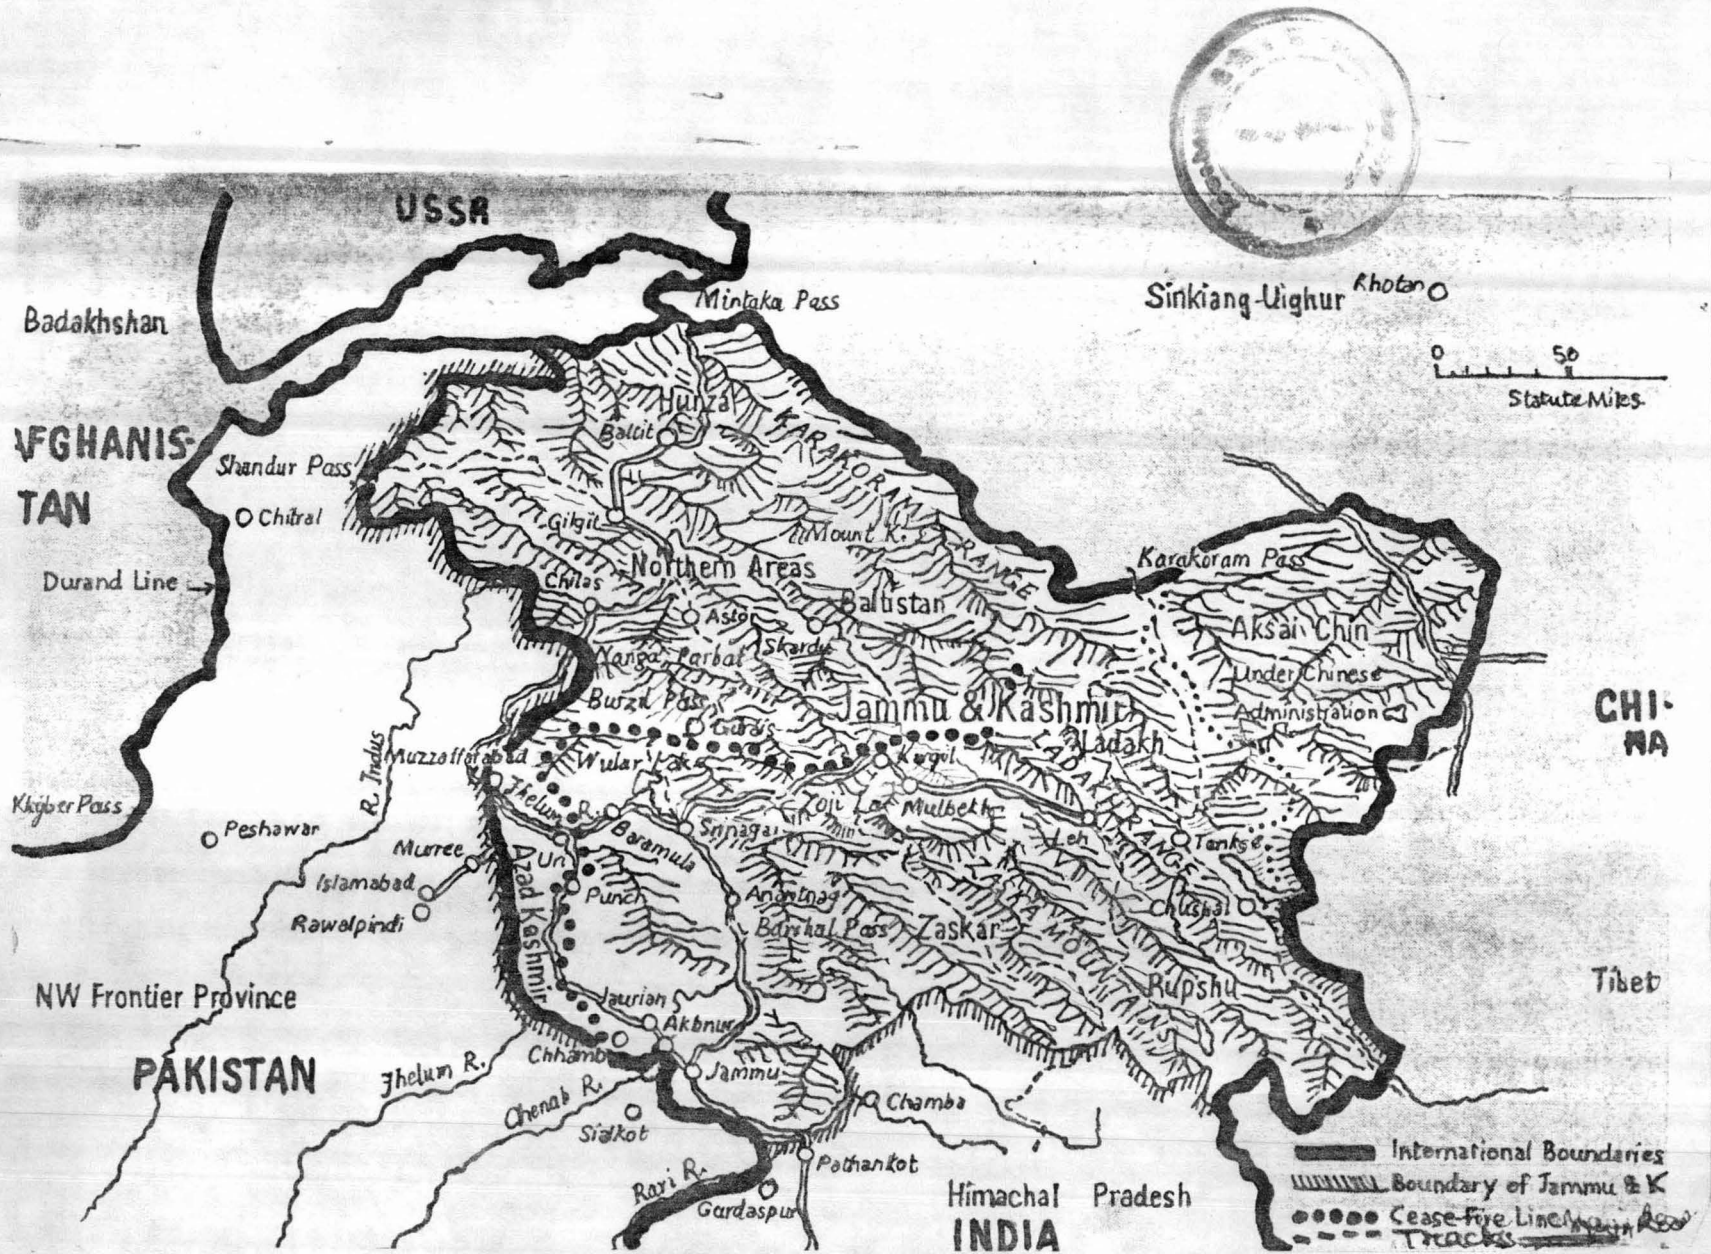 USSR
Mintaka Pass
Badakhshan
Sinkiang-Uighur
Khotan
0 50
Statute Miles
AFGHANIS-
TAN
Shandur Pass
Chitral
Durand Line
Hunza
Baltit
KARAKORAM RANGE
Gilgit
Mount K.
Northern Areas
Karakoram Pass
Chilas
Astor
Baltistan
Skardu
Nanga Parbat
Aksai Chin
Under Chinese
Administration
Burzil Pass
Jammu & Kashmir
Gurais
CHI-
NA
Muzzaffarabad
Wular Lake
Kargil
Ladakh
LADAKH RANGE
R. Indus
Khyber Pass
Jhelum R.
Zoji La
Mulbekh
Peshawar
Baramula
Srinagar
Leh
Tankse
Murree
Uri
Islamabad
Punch
Anantnag
Chushal
Rawalpindi
Azad Kashmir
Barshal Pass
Zaskar
ZASKAR MOUNTAINS
Rupshu
Tibet
NW Frontier Province
Jaurian
Akbnur
Chhamb
PAKISTAN
Jhelum R.
Jammu
Chenab R.
Chamba
Sialkot
Pathankot
Ravi R.
Gurdaspur
Himachal Pradesh
INDIA
International Boundaries
Boundary of Jammu & K
Cease-Fire Line
Tracks